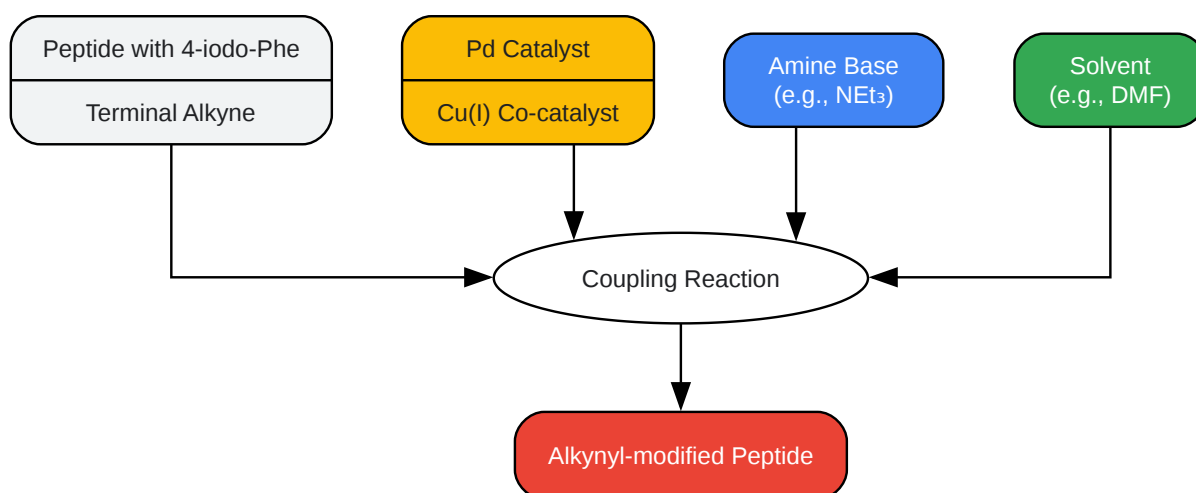 Peptide with 4-iodo-Phe
Terminal Alkyne
Pd Catalyst
Cu(I) Co-catalyst
Amine Base
(e.g., NEt₃)
Solvent
(e.g., DMF)
Coupling Reaction
Alkynyl-modified Peptide